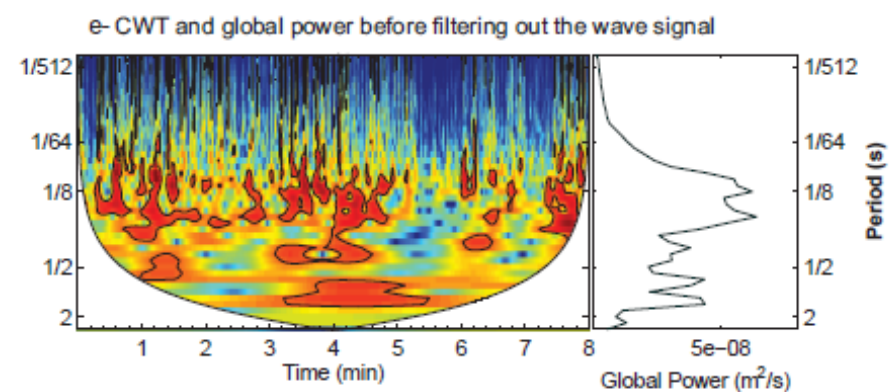 e- CWT and global power before filtering out the wave signal
1/512
1/64
1/8
1/2
2
1 2 3 4 5 6 7 8
Time (min)
1/512
1/64
1/8
1/2
2
Period (s)
5e−08
Global Power (m²/s)